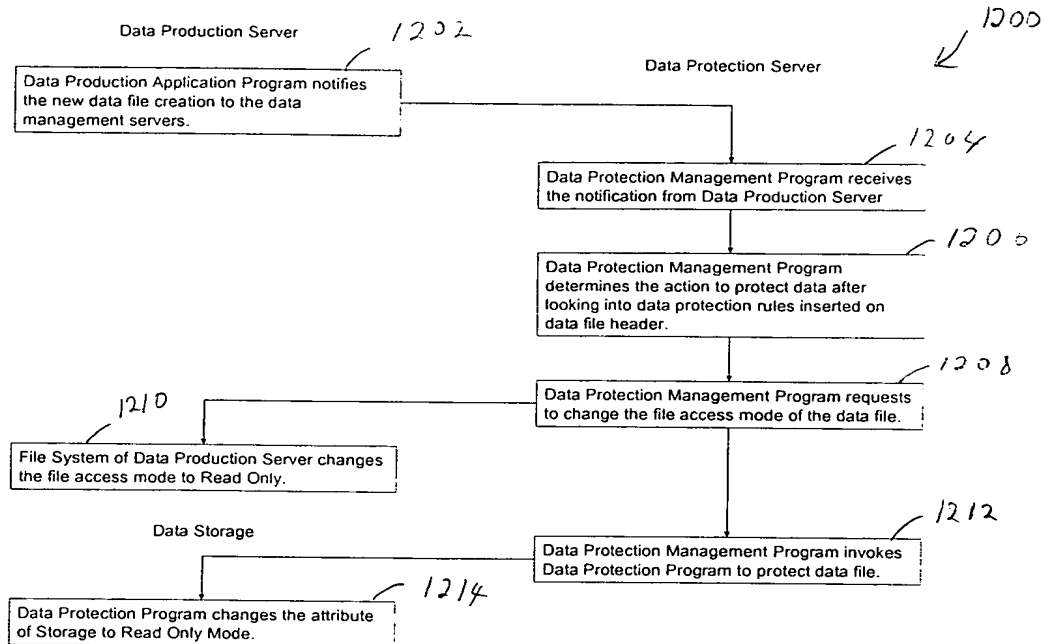 1200
Data Production Server
1202
Data Protection Server
Data Production Application Program notifies
the new data file creation to the data
management servers.
1204
Data Protection Management Program receives
the notification from Data Production Server
1206
Data Protection Management Program
determines the action to protect data after
looking into data protection rules inserted on
data file header.
1208
Data Protection Management Program requests
to change the file access mode of the data file.
1210
File System of Data Production Server changes
the file access mode to Read Only.
Data Storage
1212
Data Protection Management Program invokes
Data Protection Program to protect data file.
1214
Data Protection Program changes the attribute
of Storage to Read Only Mode.